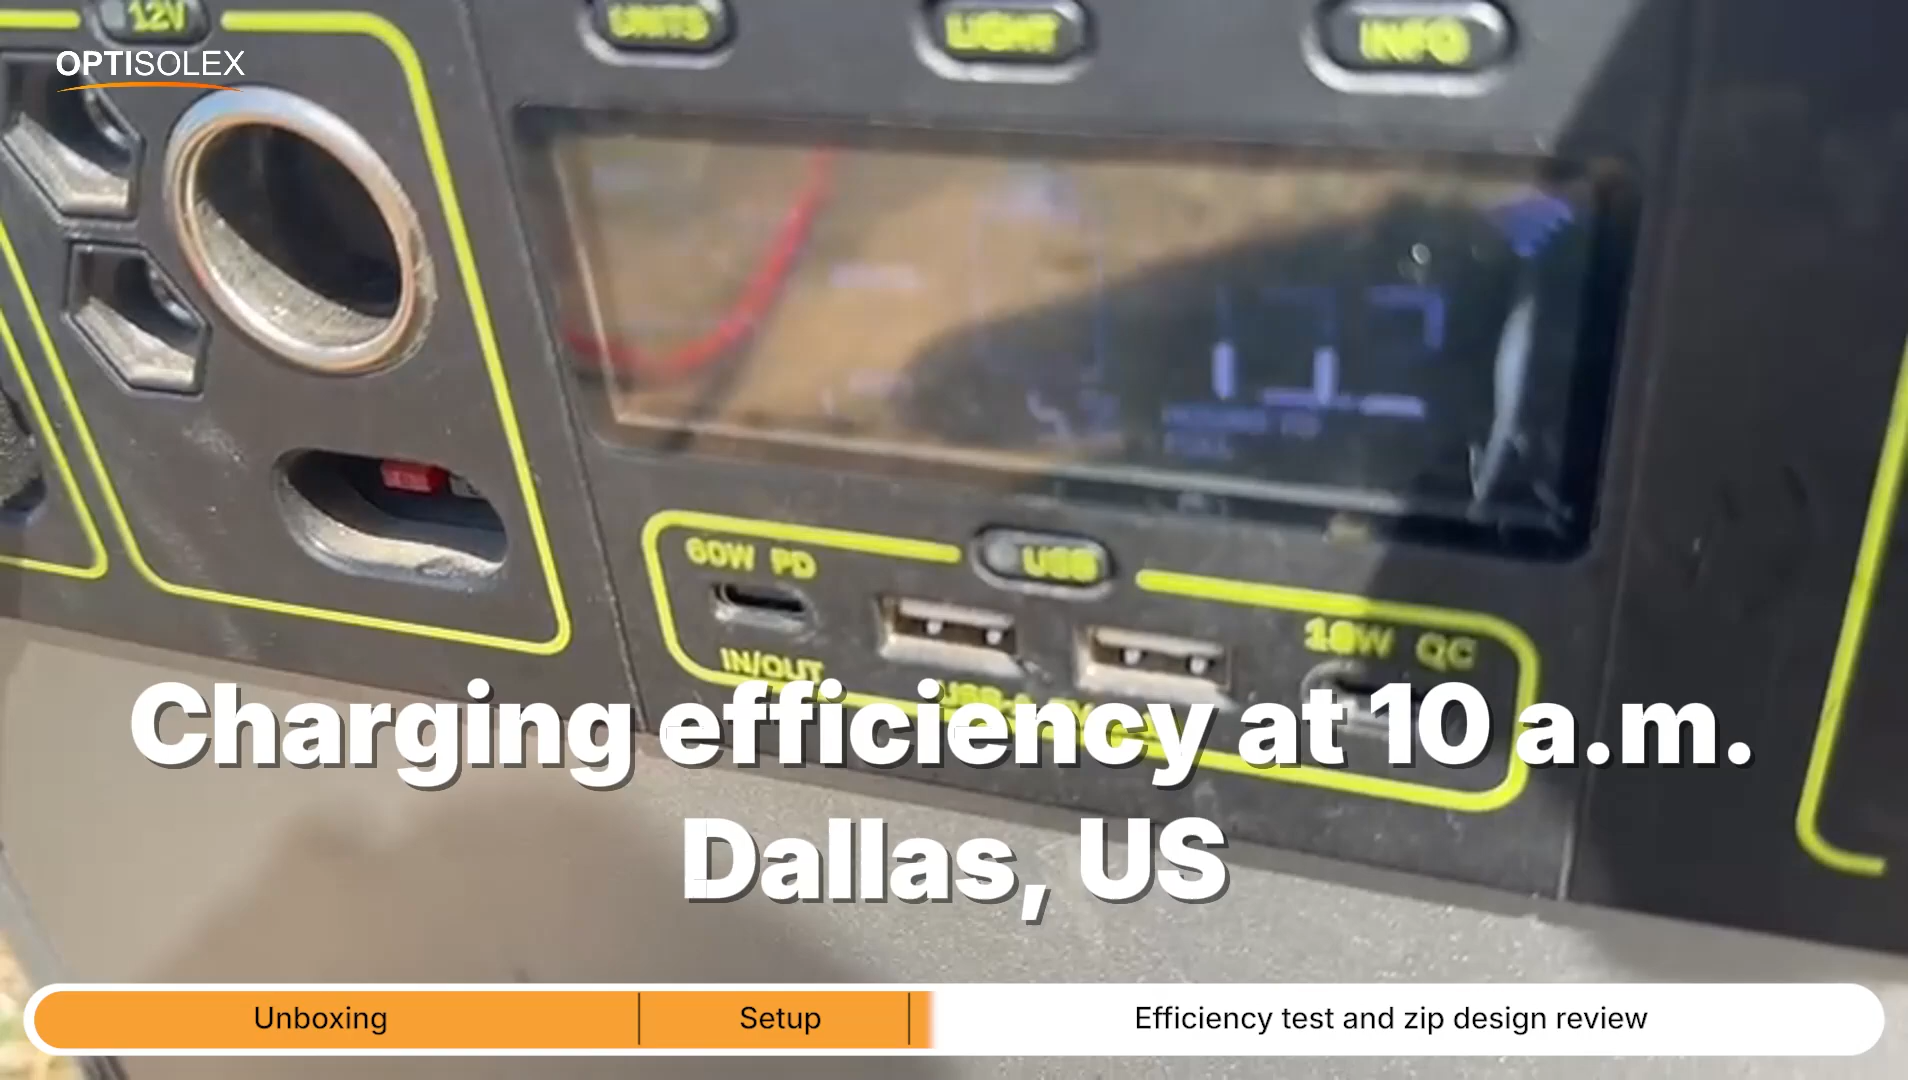 12V
UNITS
LIGHT
INFO
OPTISOLEX
60W PD
USB
18W QC
IN/OUT
Charging efficiency at 10 a.m.
Dallas, US
Unboxing
Setup
Efficiency test and zip design review